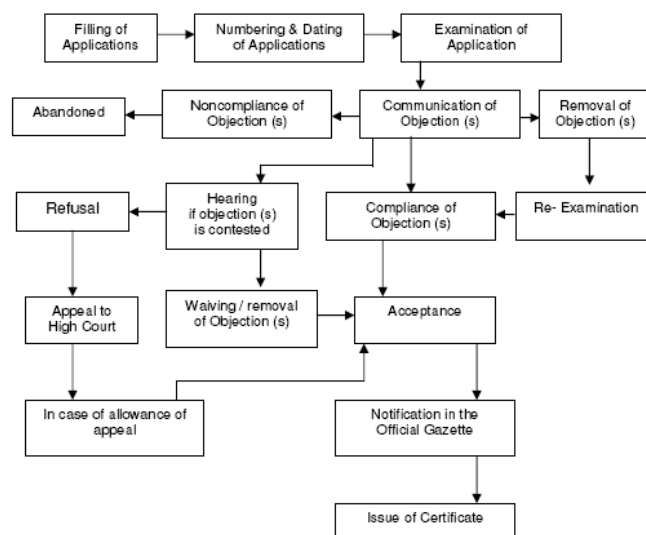 Filling of
Applications
Numbering & Dating
of Applications
Examination of
Application
Abandoned
Noncompliance of
Objection (s)
Communication of
Objection (s)
Removal of
Objection (s)
Refusal
Hearing
if objection (s)
is contested
Compliance of
Objection (s)
Re- Examination
Appeal to
High Court
Waiving / removal
of Objection (s)
Acceptance
In case of allowance of
appeal
Notification in the
Official Gazette
Issue of Certificate